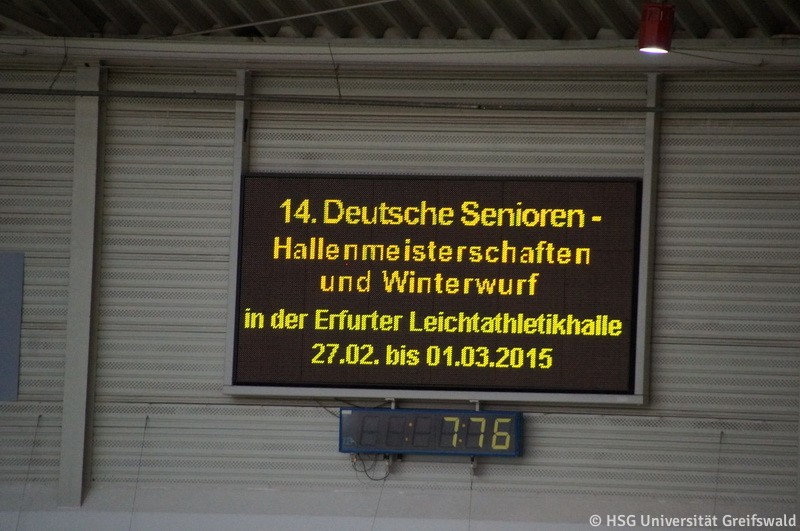 14. Deutsche Senioren -
Hallenmeisterschaften
und Winterwurf
in der Erfurter Leichtathletikhalle
27.02. bis 01.03.2015
7:76
© HSG Universität Greifswald